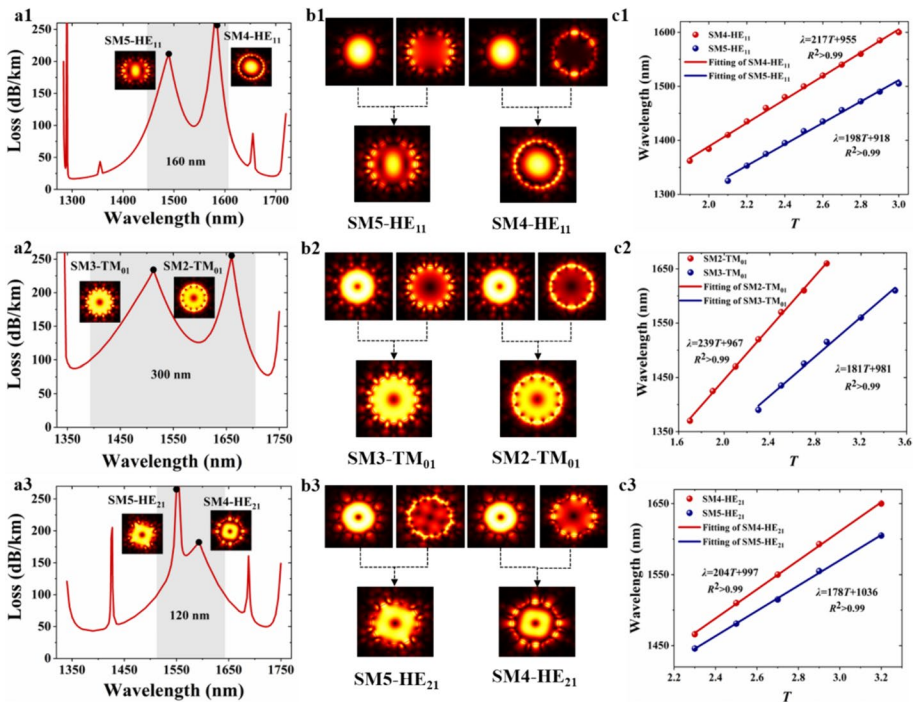 a1
250
200
150
100
50
0
Loss (dB/km)
SM5-HE₁₁
SM4-HE₁₁
160 nm
1300 1400 1500 1600 1700
Wavelength (nm)
b1
SM5-HE₁₁
SM4-HE₁₁
c1
1600
1500
1400
1300
Wavelength (nm)
SM4-HE₁₁
SM5-HE₁₁
Fitting of SM4-HE₁₁
Fitting of SM5-HE₁₁
λ=217T+955
R²>0.99
λ=198T+918
R²>0.99
2.0 2.2 2.4 2.6 2.8 3.0
T
a2
250
200
150
100
50
0
Loss (dB/km)
SM3-TM₀₁
SM2-TM₀₁
300 nm
1350 1450 1550 1650 1750
Wavelength (nm)
b2
SM3-TM₀₁
SM2-TM₀₁
c2
1650
1550
1450
1350
Wavelength (nm)
SM2-TM₀₁
SM3-TM₀₁
Fitting of SM2-TM₀₁
Fitting of SM3-TM₀₁
λ=239T+967
R²>0.99
λ=181T+981
R²>0.99
1.6 2.0 2.4 2.8 3.2 3.6
T
a3
250
200
150
100
50
0
Loss (dB/km)
SM5-HE₂₁
SM4-HE₂₁
120 nm
1350 1450 1550 1650 1750
Wavelength (nm)
b3
SM5-HE₂₁
SM4-HE₂₁
c3
1650
1550
1450
Wavelength (nm)
SM4-HE₂₁
SM5-HE₂₁
Fitting of SM4-HE₂₁
Fitting of SM5-HE₂₁
λ=204T+997
R²>0.99
λ=178T+1036
R²>0.99
2.2 2.4 2.6 2.8 3.0 3.2
T